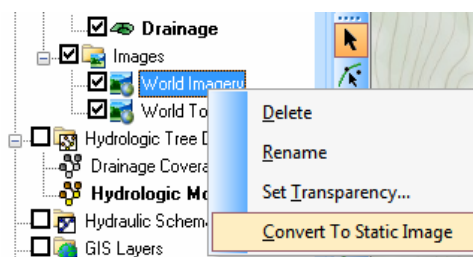 Drainage
Images
World Imagery
World To
Delete
Hydrologic Tree D
Rename
Drainage Covera
Hydrologic Mo
Set Transparency...
Hydraulic Schem
Convert To Static Image
GIS Layers